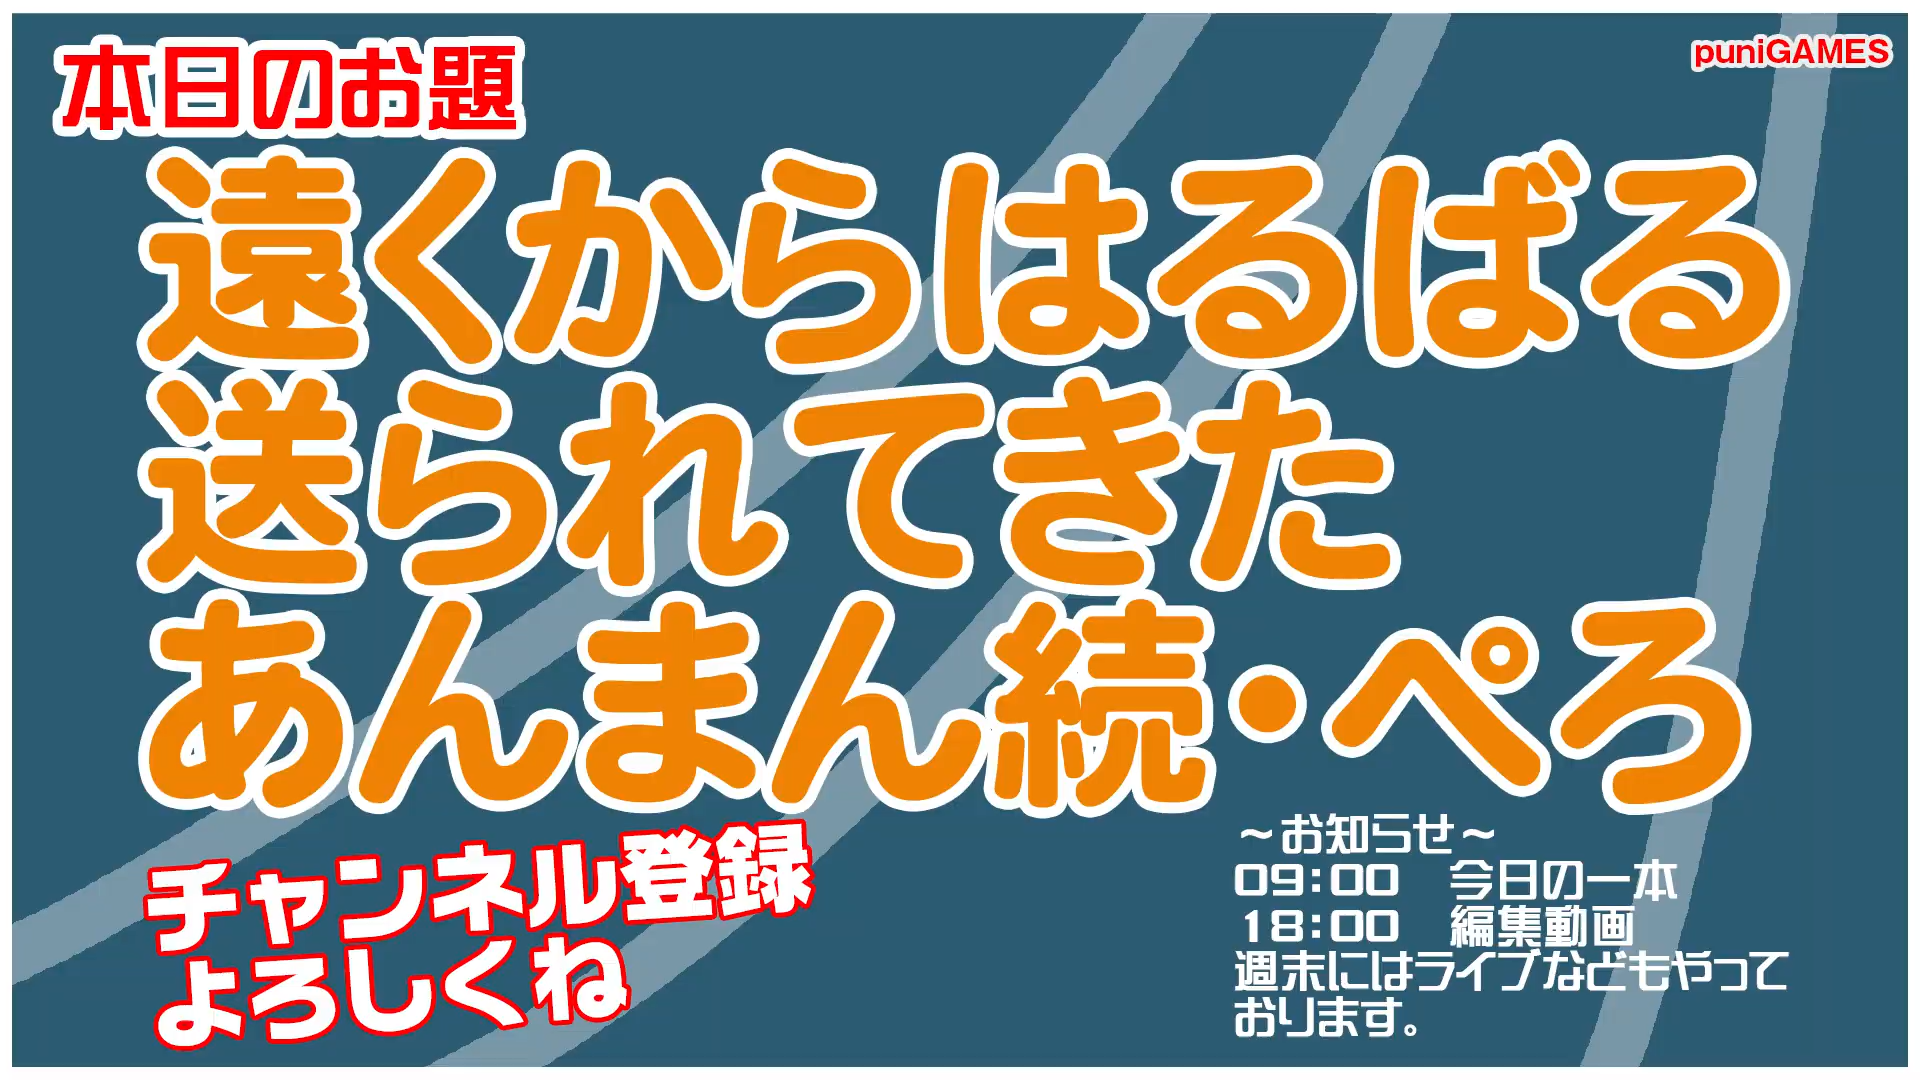 本日のお題
puniGAMES
遠くからはるばる
送られてきた
あんまん続・ぺろ
チャンネル登録
よろしくね
～お知らせ～
09:00 今日の一本
18:00 編集動画
週末にはライブなどもやって
おります。